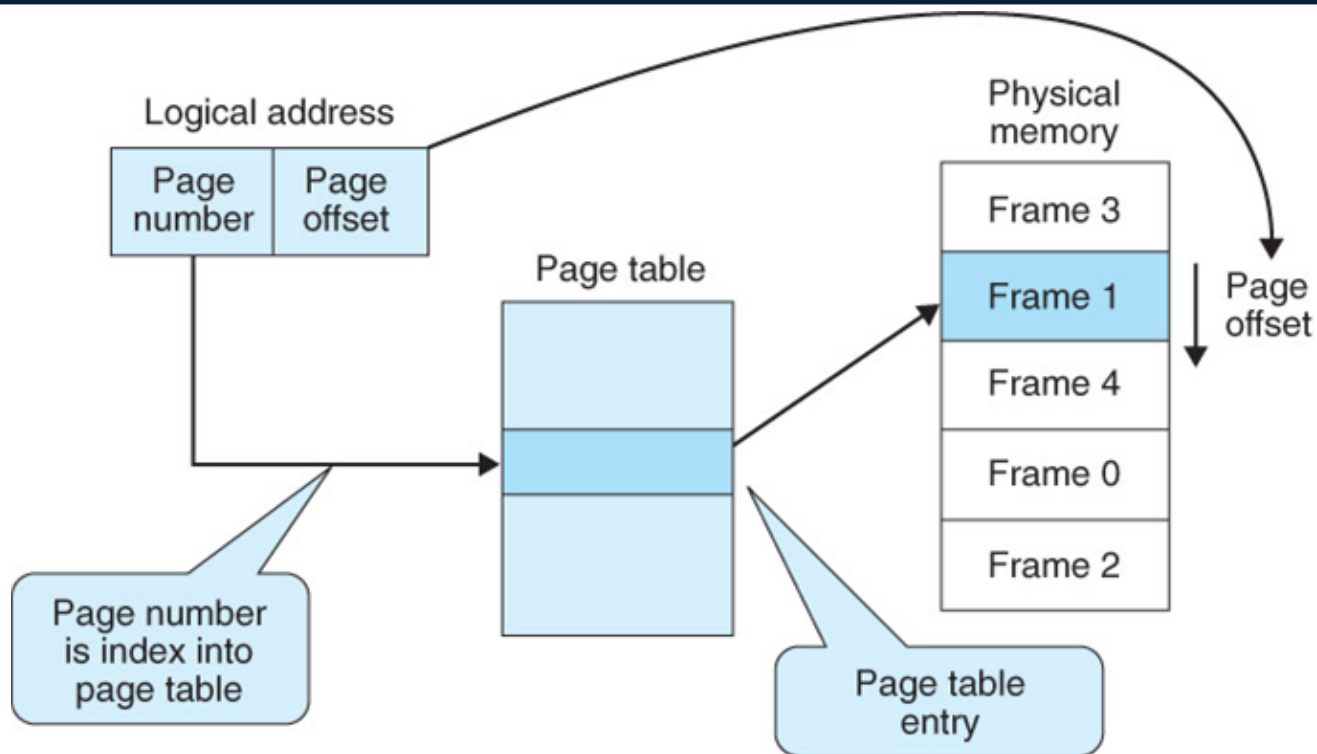 Logical address
Page
number
Page
offset
Page table
Physical
memory
Frame 3
Frame 1
Frame 4
Frame 0
Frame 2
Page
offset
Page number
is index into
page table
Page table
entry